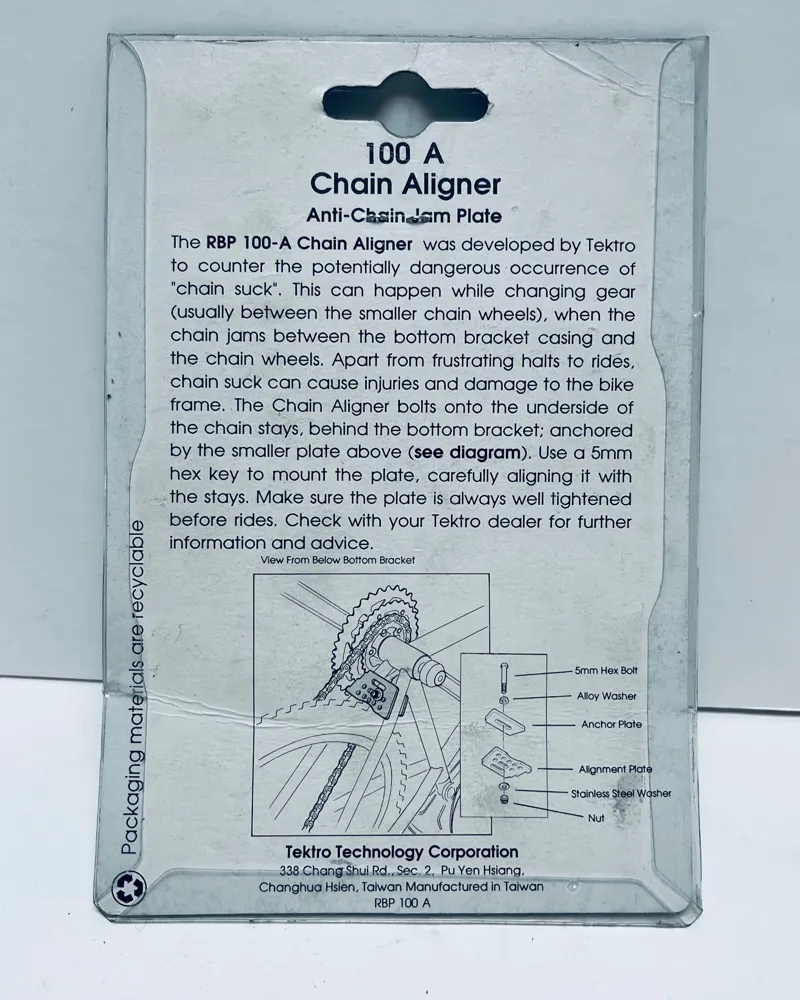 100 A
Chain Aligner
Anti-Chain Jam Plate
The RBP 100-A Chain Aligner was developed by Tektro
to counter the potentially dangerous occurrence of
"chain suck". This can happen while changing gear
(usually between the smaller chain wheels), when the
chain jams between the bottom bracket casing and
the chain wheels. Apart from frustrating halts to rides,
chain suck can cause injuries and damage to the bike
frame. The Chain Aligner bolts onto the underside of
the chain stays, behind the bottom bracket; anchored
by the smaller plate above (see diagram). Use a 5mm
hex key to mount the plate, carefully aligning it with
the stays. Make sure the plate is always well tightened
before rides. Check with your Tektro dealer for further
information and advice.
View From Below Bottom Bracket
5mm Hex Bolt
Alloy Washer
Anchor Plate
Alignment Plate
Stainless Steel Washer
Nut
Tektro Technology Corporation
338 Chang Shui Rd., Sec. 2, Pu Yen Hsiang,
Changhua Hsien, Taiwan Manufactured in Taiwan
RBP 100 A
Packaging materials are recyclable